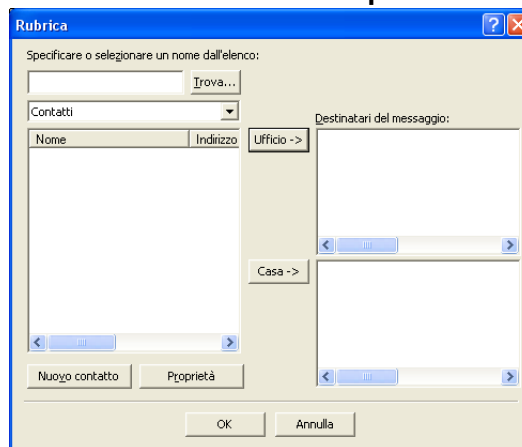 Rubrica
Specificare o selezionare un nome dall'elenco:
Trova...
Contatti
Destinatari del messaggio:
Nome Indirizzo
Ufficio ->
Casa ->
Nuovo contatto Proprietà
OK Annulla